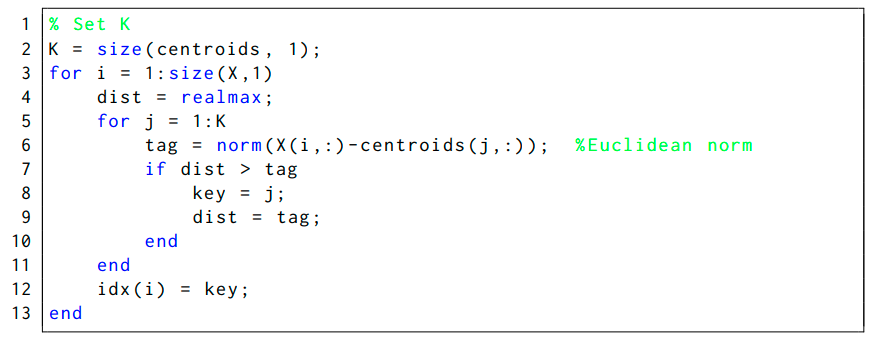 1 % Set K
2 K = size(centroids, 1);
3 for i = 1:size(X,1)
4     dist = realmax;
5     for j = 1:K
6         tag = norm(X(i,:)-centroids(j,:));  %Euclidean norm
7         if dist > tag
8             key = j;
9             dist = tag;
10         end
11     end
12     idx(i) = key;
13 end